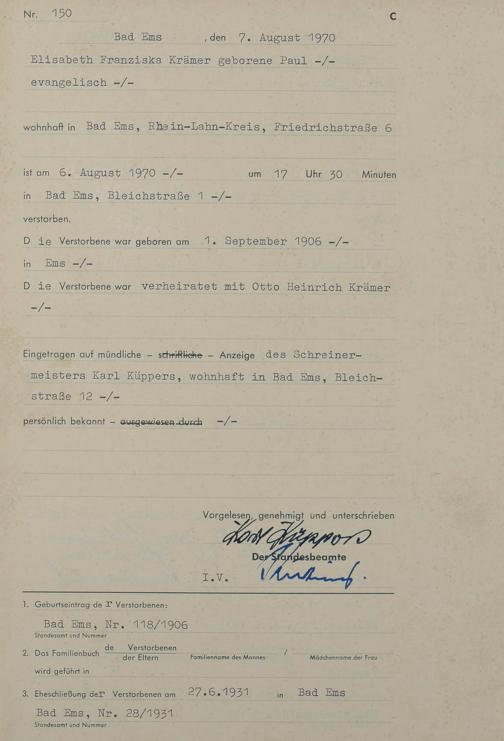 Nr. 150 C
Bad Ems , den 7. August 1970
Elisabeth Franziska Krämer geborene Paul -/-
evangelisch -/-
wohnhaft in Bad Ems, Rhein-Lahn-Kreis, Friedrichstraße 6
ist am 6. August 1970 -/- um 17 Uhr 30 Minuten
in Bad Ems, Bleichstraße 1 -/-
verstorben.
D ie Verstorbene war geboren am 1. September 1906 -/-
in Ems -/-
D ie Verstorbene war verheiratet mit Otto Heinrich Krämer
-/-
Eingetragen auf mündliche – schriftliche – Anzeige des Schreiner-
meisters Karl Küppers, wohnhaft in Bad Ems, Bleich-
straße 12 -/-
persönlich bekannt – ausgewiesen durch -/-
Vorgelesen, genehmigt und unterschrieben
Karl Küppers
Der Standesbeamte
I.V.
1. Geburtseintrag de r Verstorbenen:
Bad Ems, Nr. 118/1906
Standesamt und Nummer
2. Das Familienbuch de Verstorbenen / der Eltern Familienname des Mannes / Mädchenname der Frau
wird geführt in
3. Eheschließung der Verstorbenen am 27.6.1931 in Bad Ems
Bad Ems, Nr. 28/1931
Standesamt und Nummer